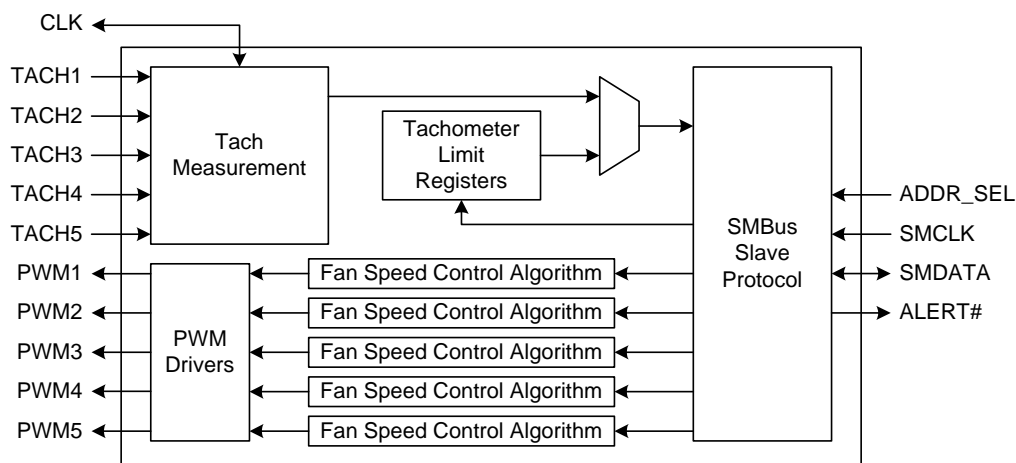 CLK
TACH1
TACH2
TACH3
TACH4
TACH5
Tach
Measurement
Tachometer
Limit
Registers
SMBus
Slave
Protocol
ADDR_SEL
SMCLK
SMDATA
ALERT#
PWM1
PWM2
PWM3
PWM4
PWM5
PWM
Drivers
Fan Speed Control Algorithm
Fan Speed Control Algorithm
Fan Speed Control Algorithm
Fan Speed Control Algorithm
Fan Speed Control Algorithm